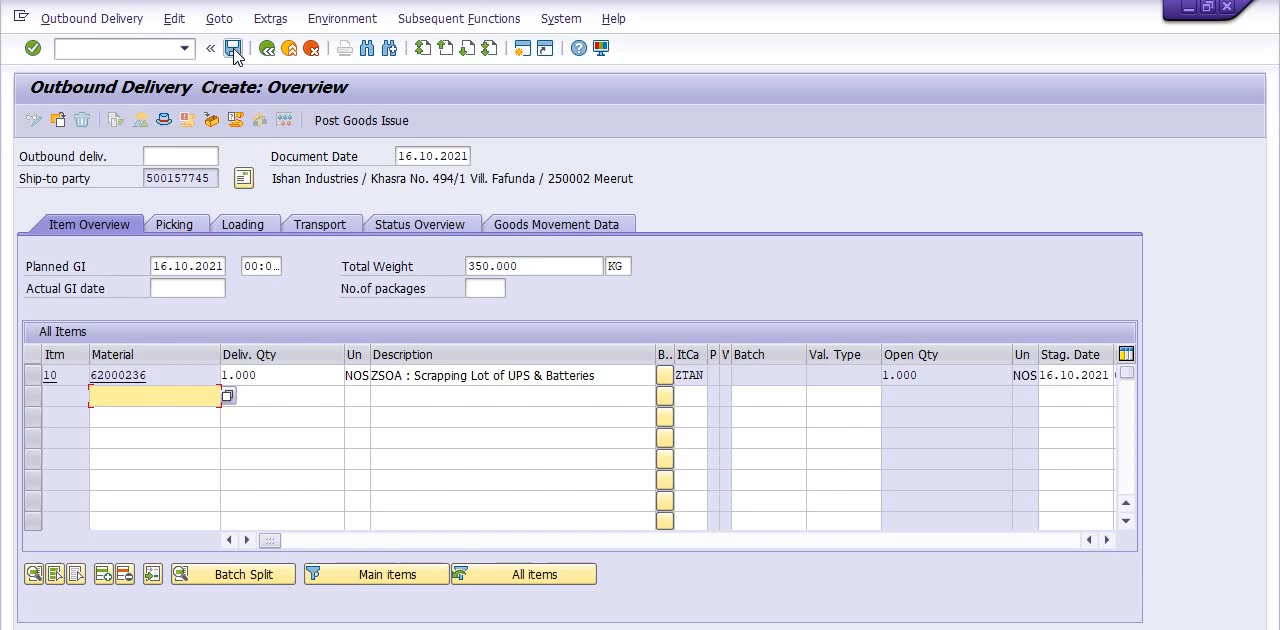 Outbound Delivery Edit Goto Extras Environment Subsequent Functions System Help
Outbound Delivery Create: Overview
Post Goods Issue
Outbound deliv. Document Date 16.10.2021
Ship-to party 500157745 Ishan Industries / Khasra No. 494/1 Vill. Fafunda / 250002 Meerut
Item Overview Picking Loading Transport Status Overview Goods Movement Data
Planned GI 16.10.2021 00:0.. Total Weight 350.000 KG
Actual GI date No.of packages
All Items
Itm Material Deliv. Qty Un Description B.. ItCa P V Batch Val. Type Open Qty Un Stag. Date
10 62000236 1.000 NOS ZSOA : Scrapping Lot of UPS & Batteries ZTAN 1.000 NOS 16.10.2021
Batch Split Main items All items